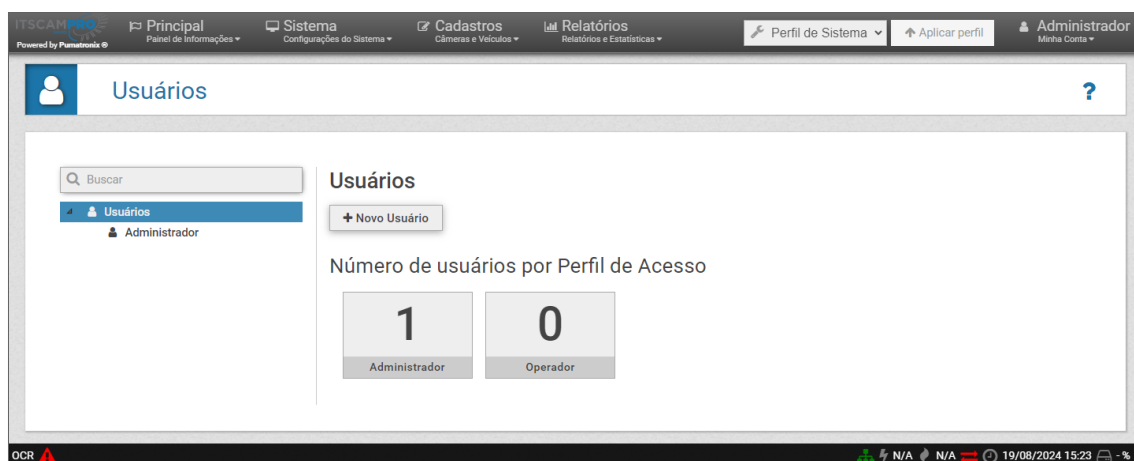 ITSCAMPRO
Powered by Pumatronix ®
Principal
Painel de Informações
Sistema
Configurações do Sistema
Cadastros
Câmeras e Veículos
Relatórios
Relatórios e Estatísticas
Perfil de Sistema
Aplicar perfil
Administrador
Minha Conta
Usuários
?
Buscar
Usuários
Administrador
Usuários
+ Novo Usuário
Número de usuários por Perfil de Acesso
1
Administrador
0
Operador
OCR
N/A N/A 19/08/2024 15:23 - %